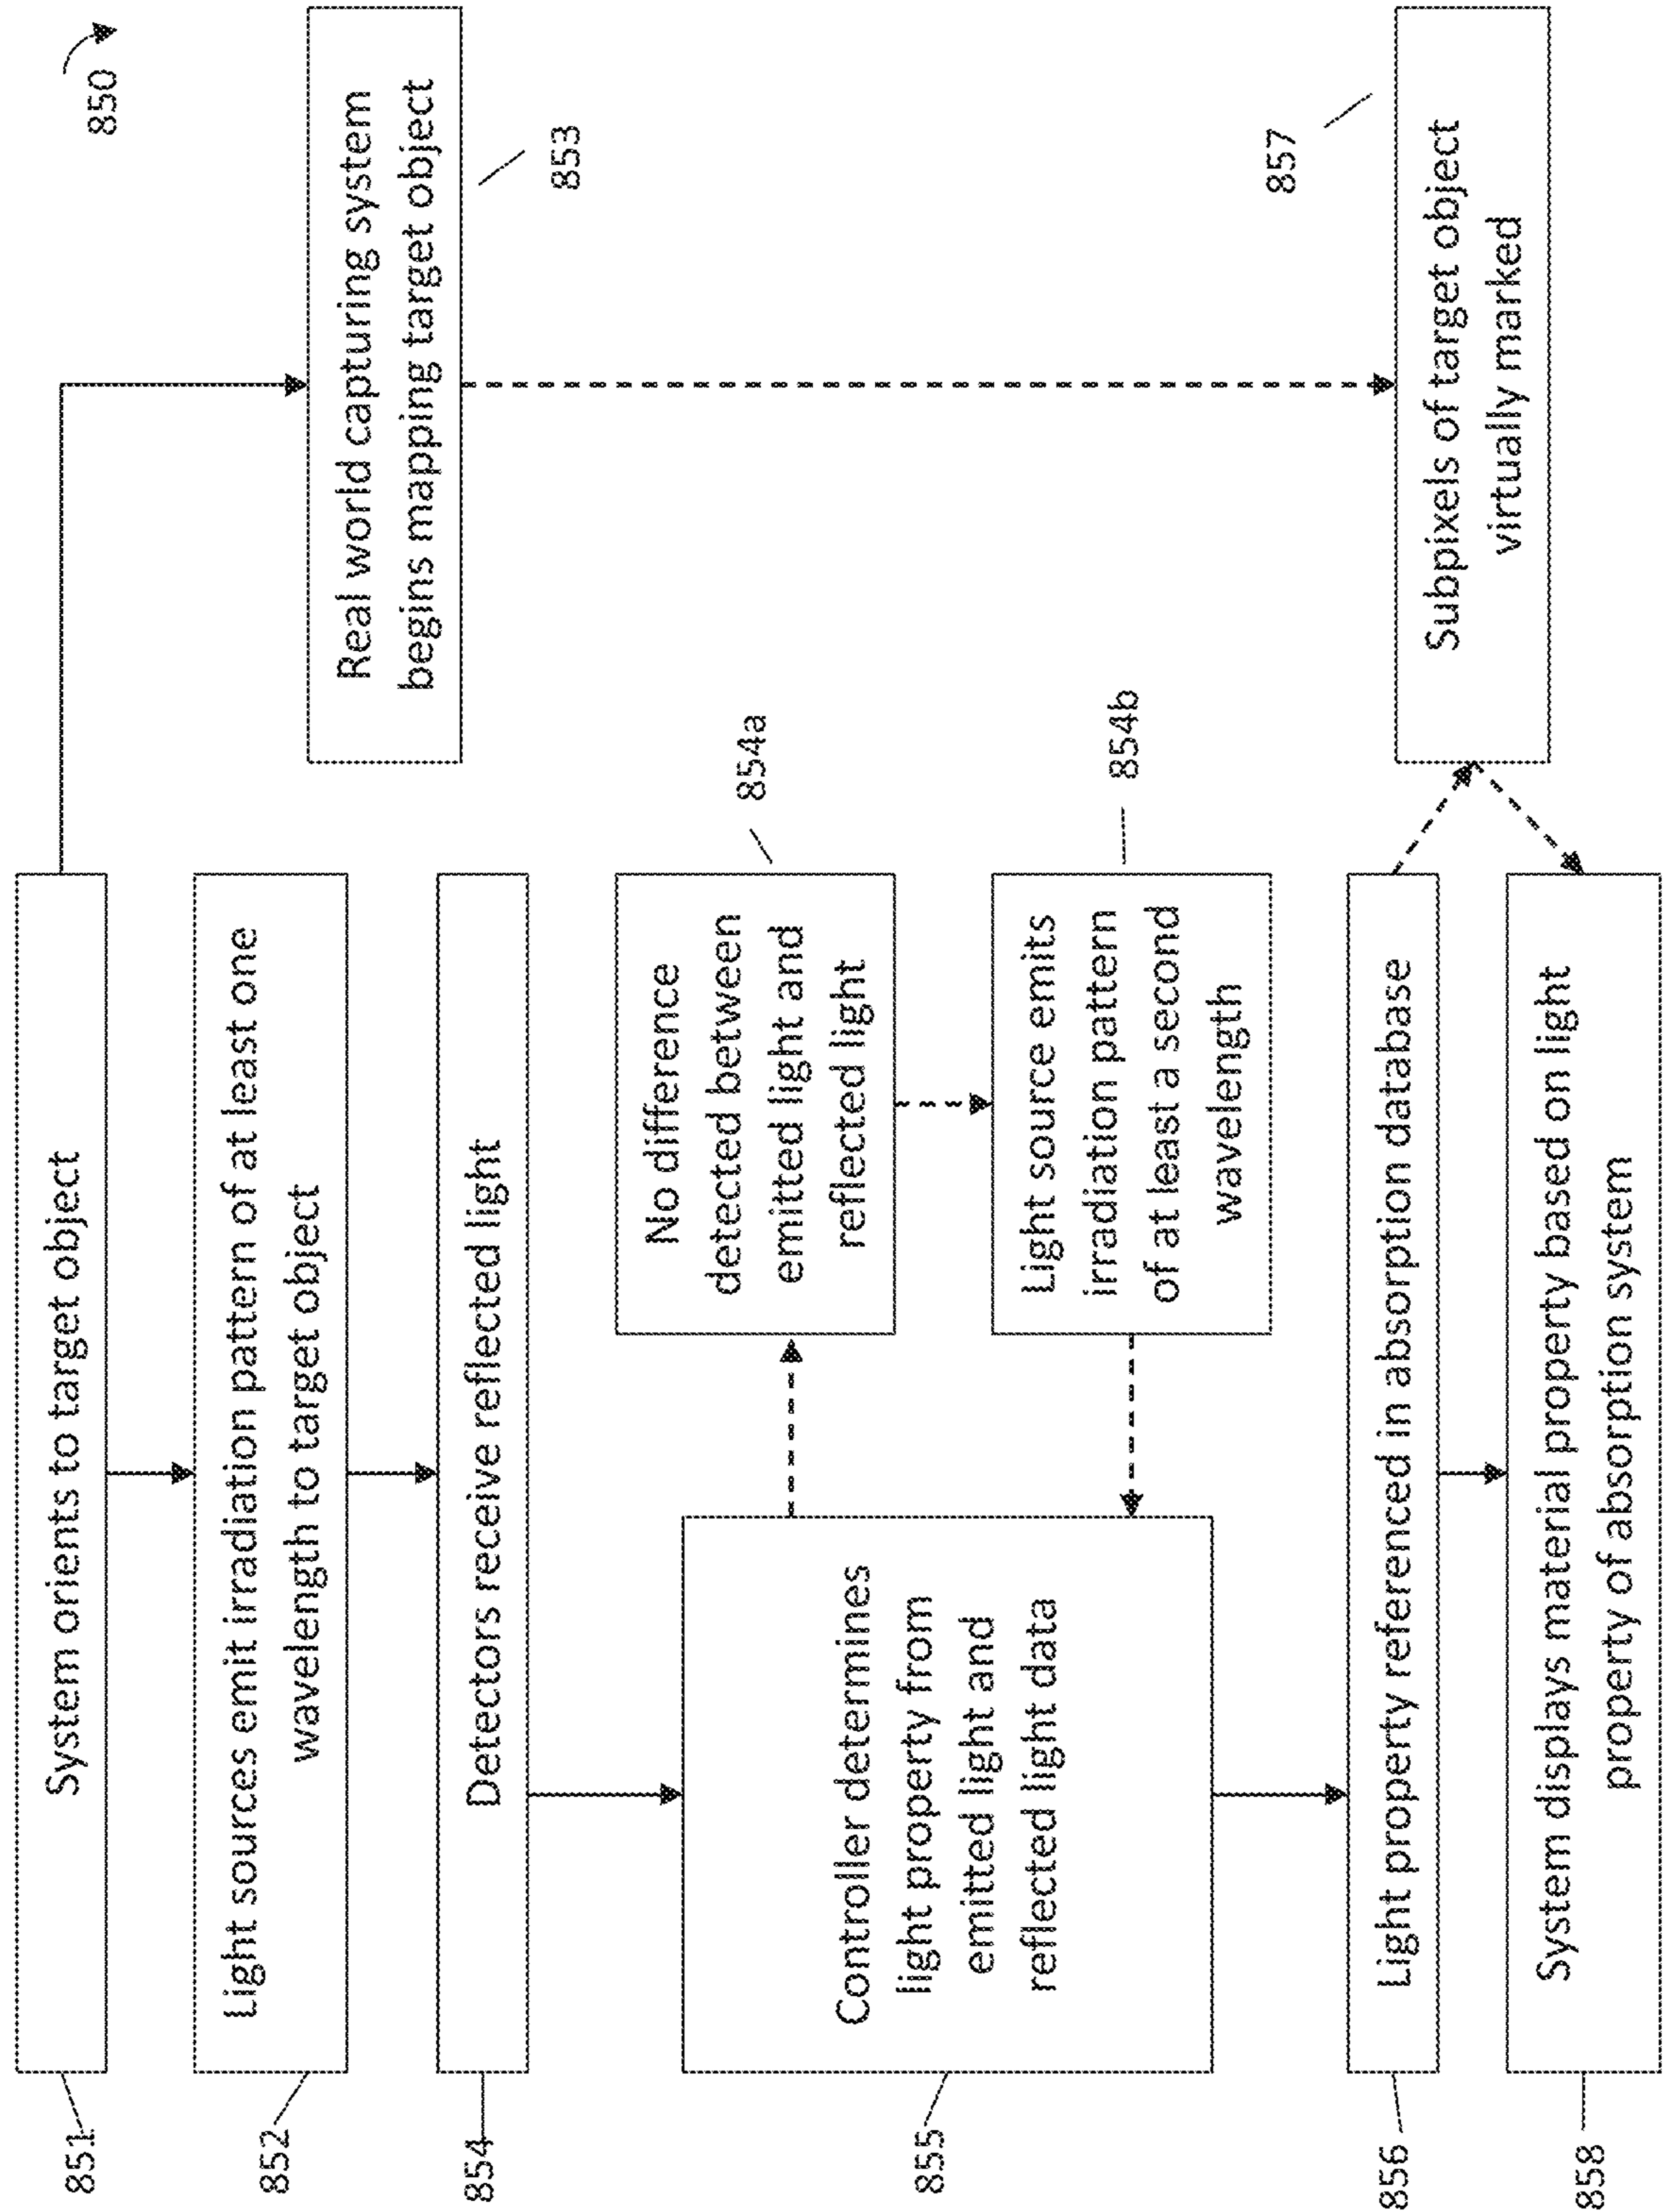 850
851
System orients to target object
852
Light sources emit irradiation pattern of at least one
wavelength to target object
Real world capturing system
begins mapping target object
853
854
Detectors receive reflected light
855
Controller determines
light property from
emitted light and
reflected light data
No difference
detected between
emitted light and
reflected light
854a
Light source emits
irradiation pattern
of at least a second
wavelength
854b
856
Light property referenced in absorption database
857
Subpixels of target object
virtually marked
858
System displays material property based on light
property of absorption system